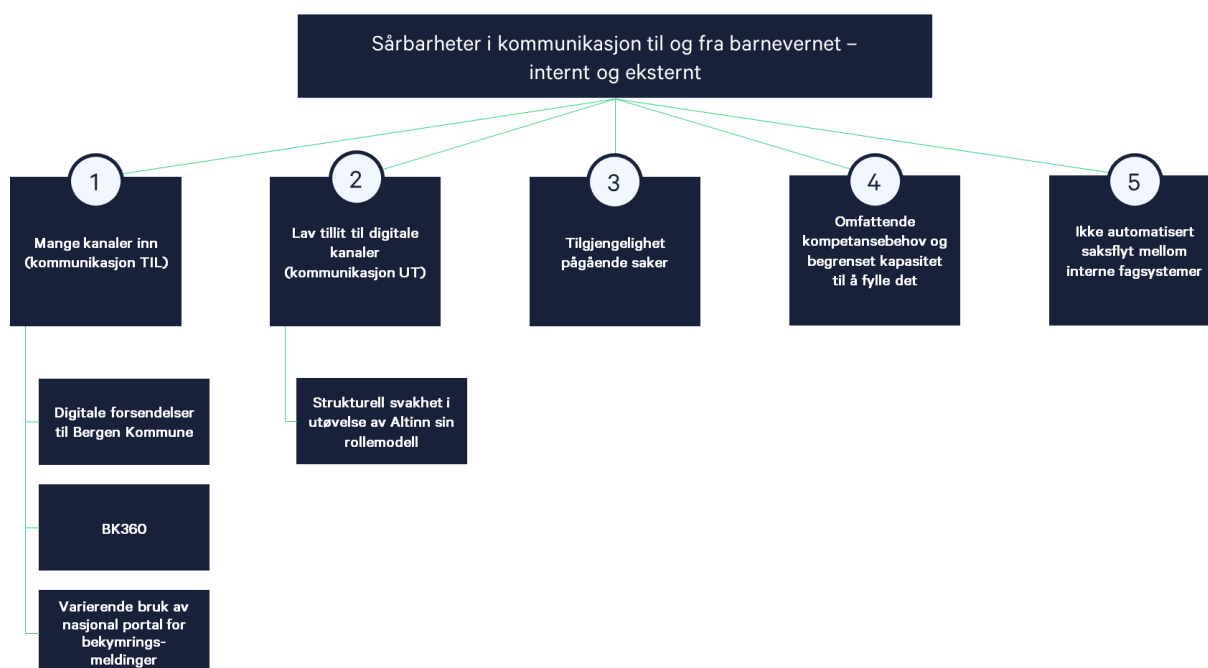 Sårbarheter i kommunikasjon til og fra barnevernet –
internt og eksternt
1
Mange kanaler inn
(kommunikasjon TIL)
2
Lav tillit til digitale
kanaler
(kommunikasjon UT)
3
Tilgjengelighet
pågående saker
4
Omfattende
kompetansebehov og
begrenset kapasitet
til å fylle det
5
Ikke automatisert
saksflyt mellom
interne fagsystemer
Digitale forsendelser
til Bergen Kommune
BK360
Varierende bruk av
nasjonal portal for
bekymrings-
meldinger
Strukturell svakhet i
utøvelse av Altinn sin
rollemodell